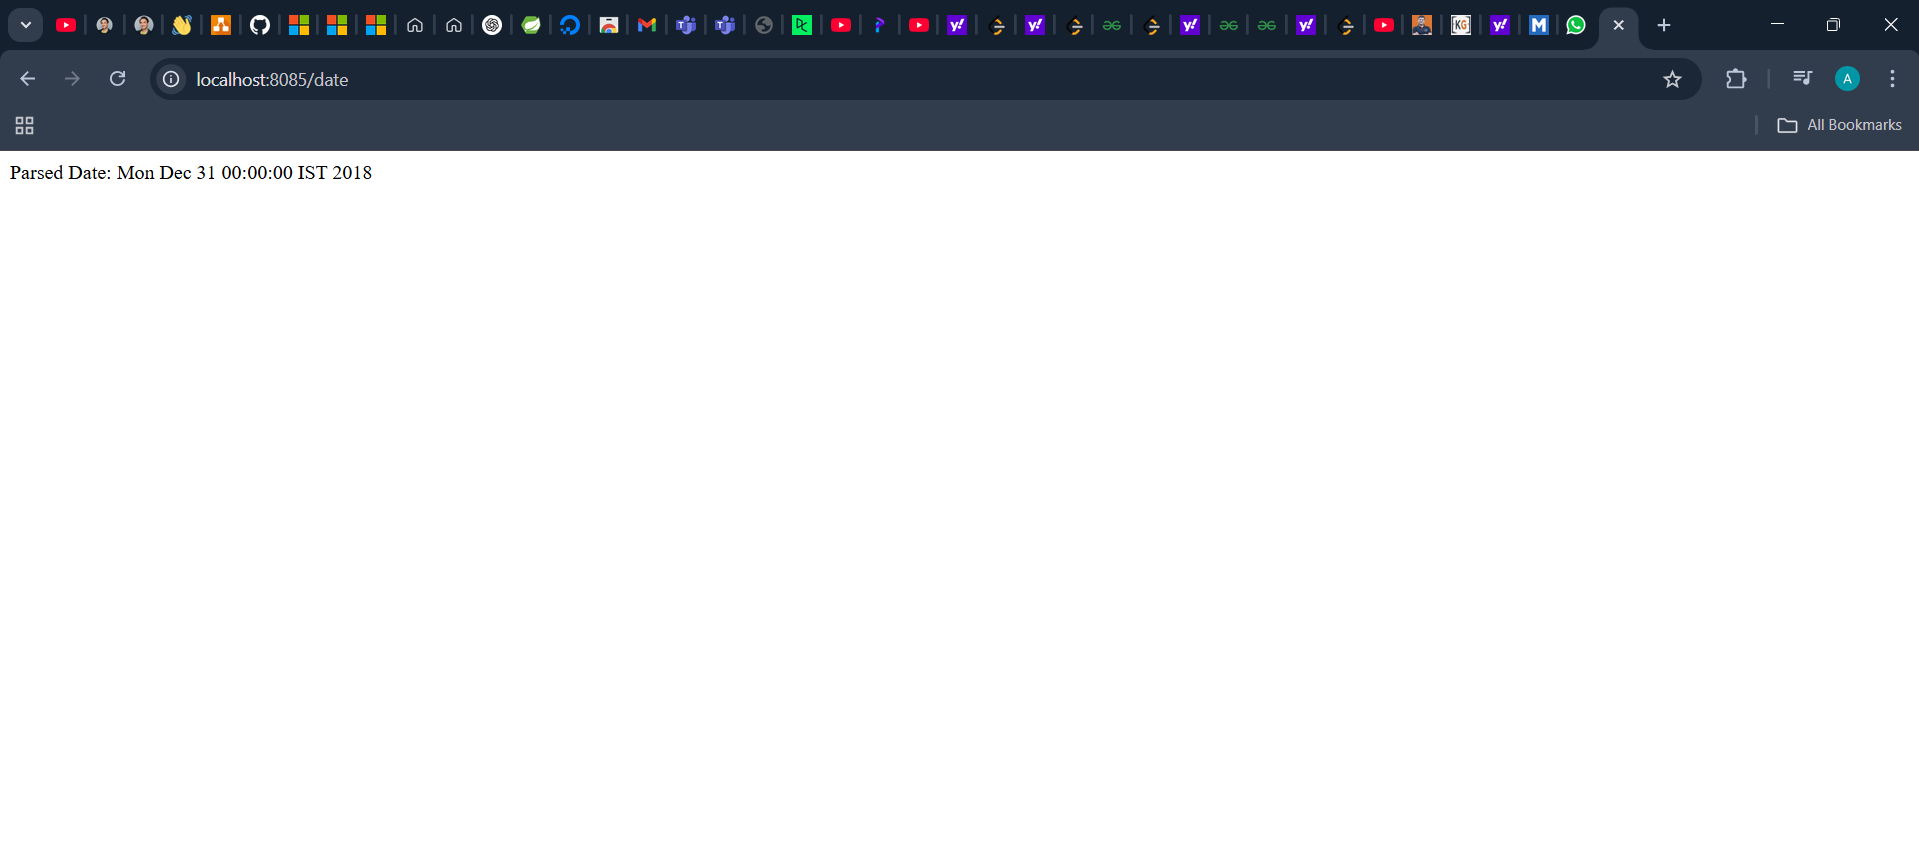 localhost:8085/date
A
All Bookmarks
Parsed Date: Mon Dec 31 00:00:00 IST 2018